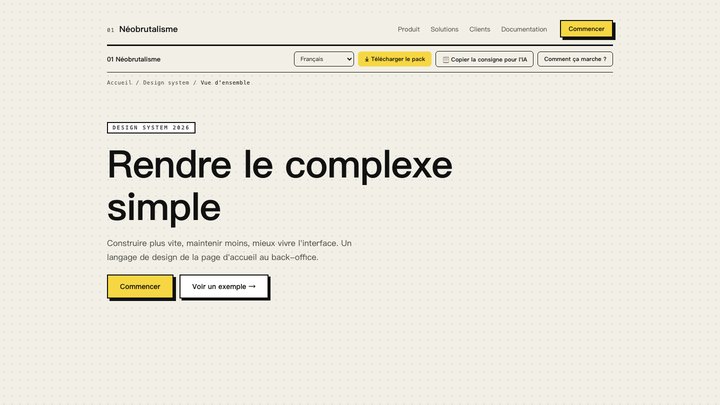 01 Néobrutalisme
Produit Solutions Clients Documentation Commencer
01 Néobrutalisme Français Télécharger le pack Copier la consigne pour l'IA Comment ça marche ?
Accueil / Design system / Vue d'ensemble
DESIGN SYSTEM 2026
Rendre le complexe
simple
Construire plus vite, maintenir moins, mieux vivre l'interface. Un
langage de design de la page d'accueil au back-office.
Commencer Voir un exemple →